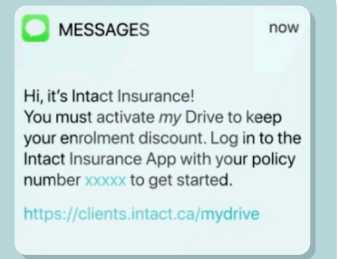 MESSAGES
now
Hi, it's Intact Insurance!
You must activate my Drive to keep
your enrolment discount. Log in to the
Intact Insurance App with your policy
number xxxxx to get started.
https://clients.intact.ca/mydrive